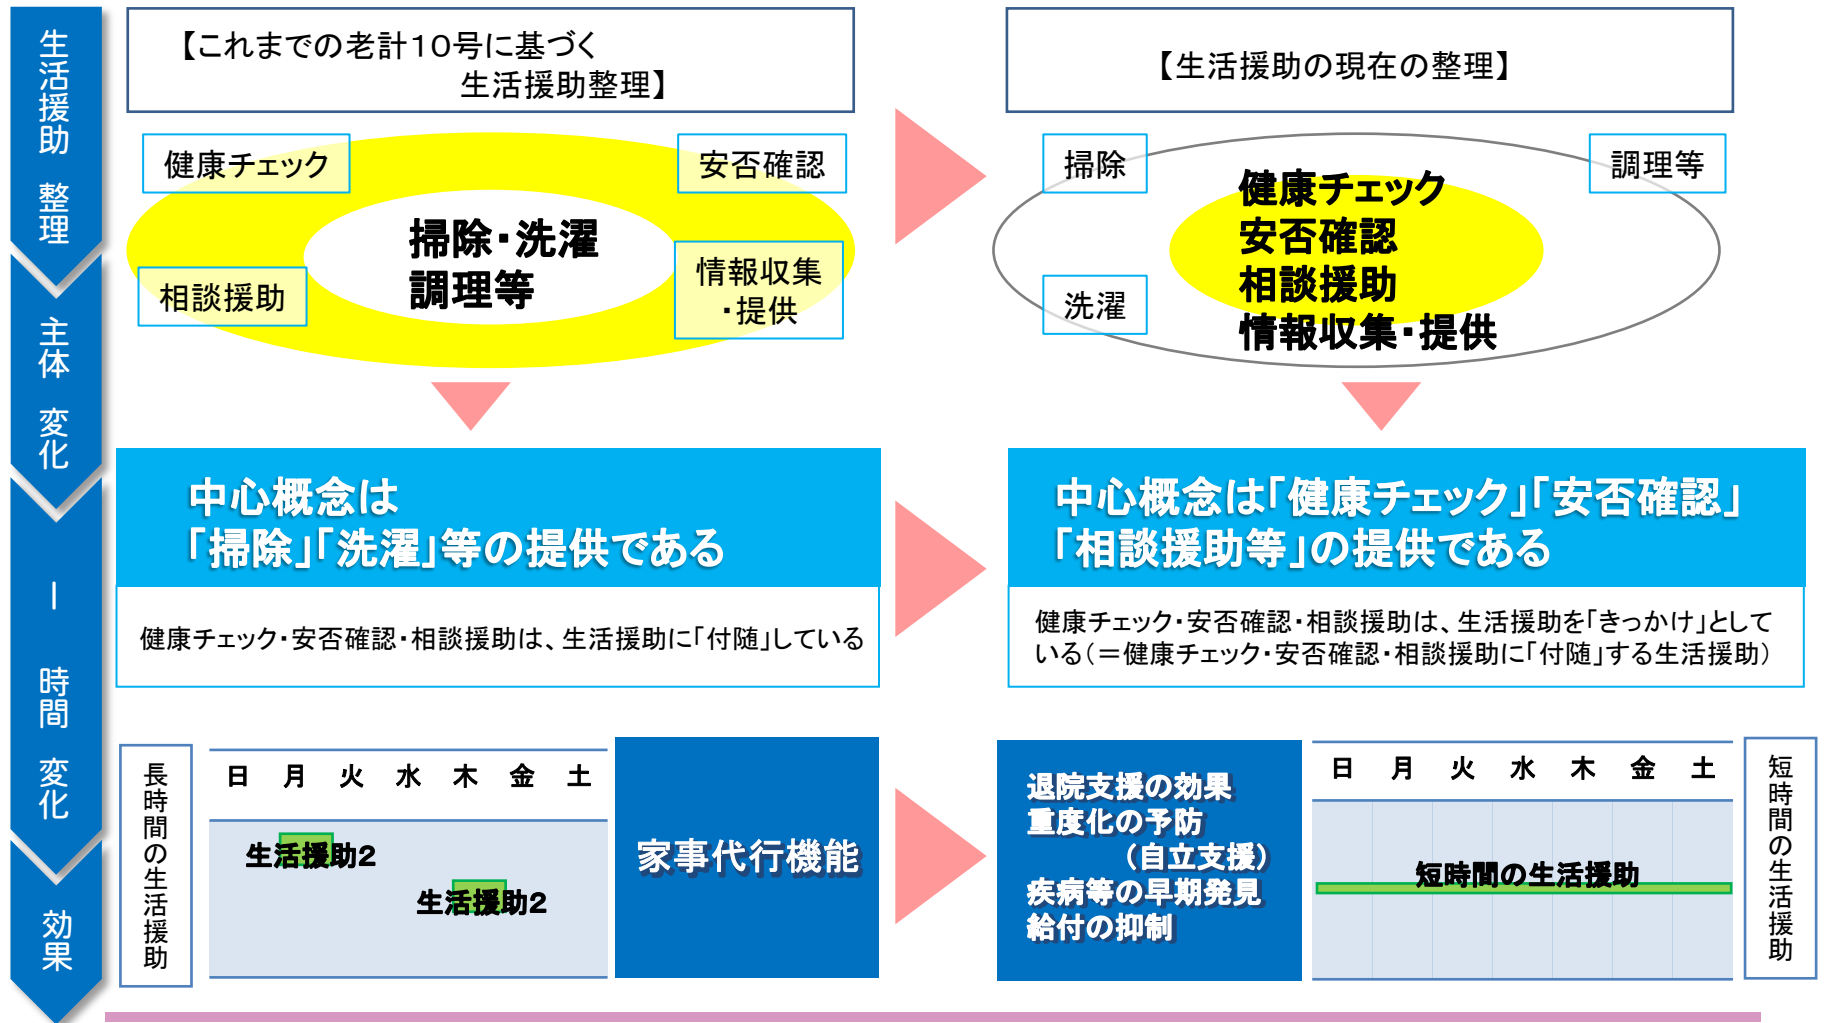 生活援助 整理
主体 変化
ー 時間 変化
効果
【これまでの老計10号に基づく
生活援助整理】
健康チェック
安否確認
掃除・洗濯
調理等
相談援助
情報収集
・提供
【生活援助の現在の整理】
掃除
調理等
健康チェック
安否確認
相談援助
情報収集・提供
洗濯
中心概念は
「掃除」「洗濯」等の提供である
健康チェック・安否確認・相談援助は、生活援助に「付随」している
中心概念は「健康チェック」「安否確認」
「相談援助等」の提供である
健康チェック・安否確認・相談援助は、生活援助を「きっかけ」として
いる(=健康チェック・安否確認・相談援助に「付随」する生活援助)
長時間の生活援助
日 月 火 水 木 金 土
生活援助2
生活援助2
家事代行機能
退院支援の効果
重度化の予防
(自立支援)
疾病等の早期発見
給付の抑制
日 月 火 水 木 金 土
短時間の生活援助
短時間の生活援助